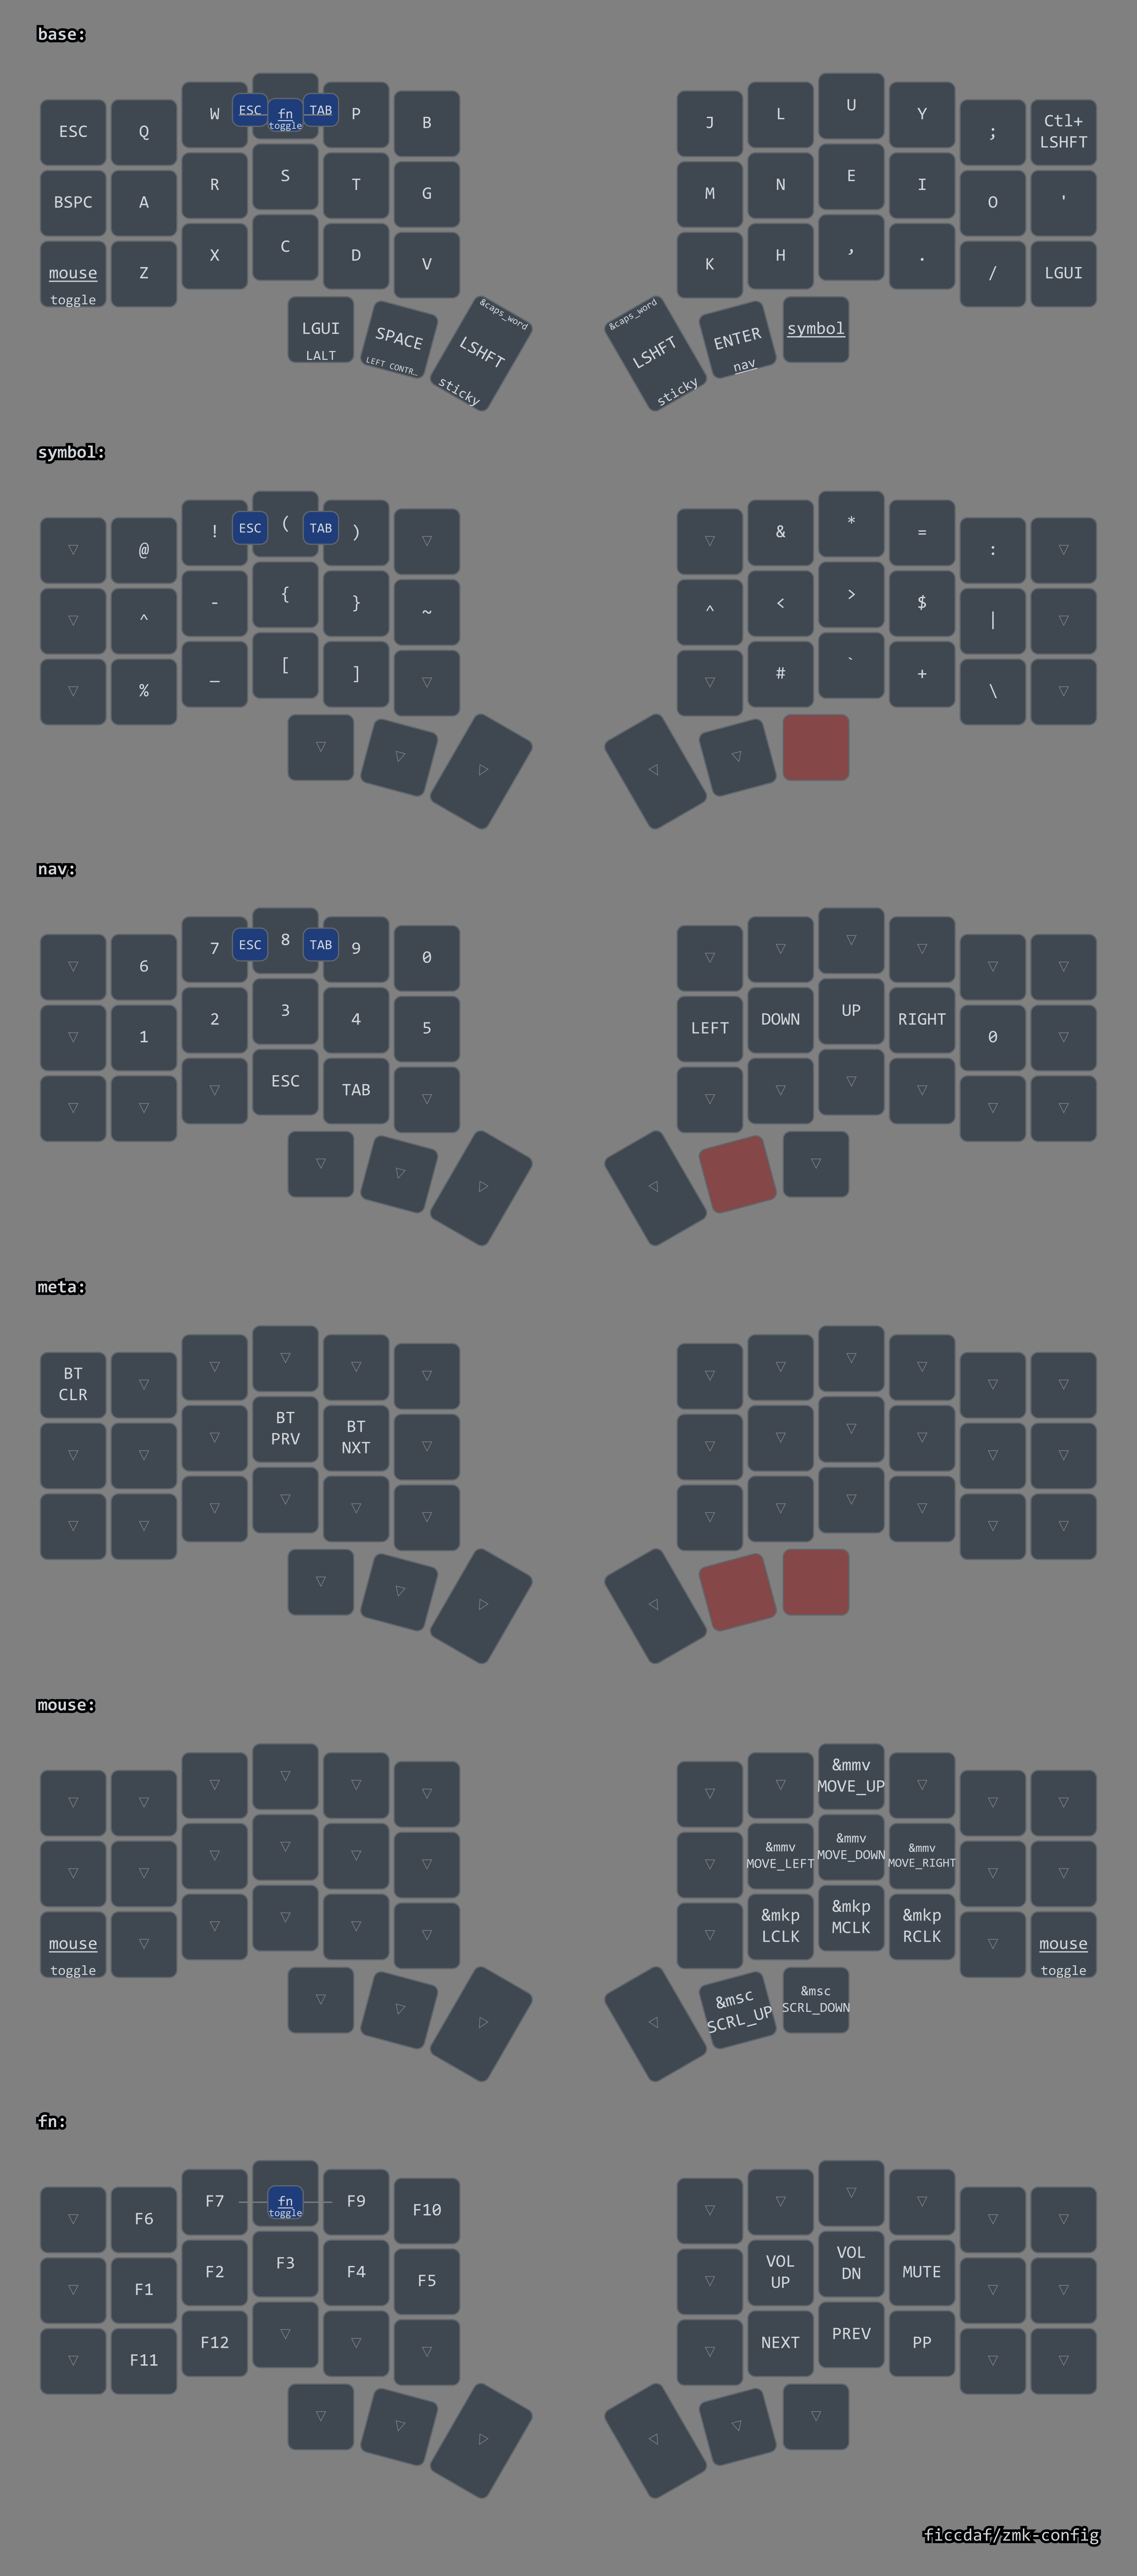 base:
ESC Q W ESC fn TAB P B J L U Y ; Ctl+
toggle LSHFT
BSPC A R S T G M N E I O '
mouse Z X C D V K H , . / LGUI
toggle
LGUI SPACE LSHFT LSHFT ENTER symbol
LALT LEFT CONTR_ &caps_word sticky &caps_word sticky nav
symbol:
@ ! ESC ( TAB ) & * = :
^ - { } ~ ^ < > $ |
% _ [ ] # ` + \
nav:
6 7 ESC 8 TAB 9 0
1 2 3 4 5 LEFT DOWN UP RIGHT 0
ESC TAB
meta:
BT
CLR
BT BT
PRV NXT
mouse:
&mmv
MOVE_UP
&mmv &mmv &mmv
MOVE_LEFT MOVE_DOWN MOVE_RIGHT
mouse &mkp &mkp &mkp mouse
toggle LCLK MCLK RCLK toggle
&msc &msc
SCRL_UP SCRL_DOWN
fn:
F6 F7 fn F9 F10
toggle
F1 F2 F3 F4 F5 VOL VOL MUTE
UP DN
F11 F12 NEXT PREV PP
ficcdaf/zmk-config